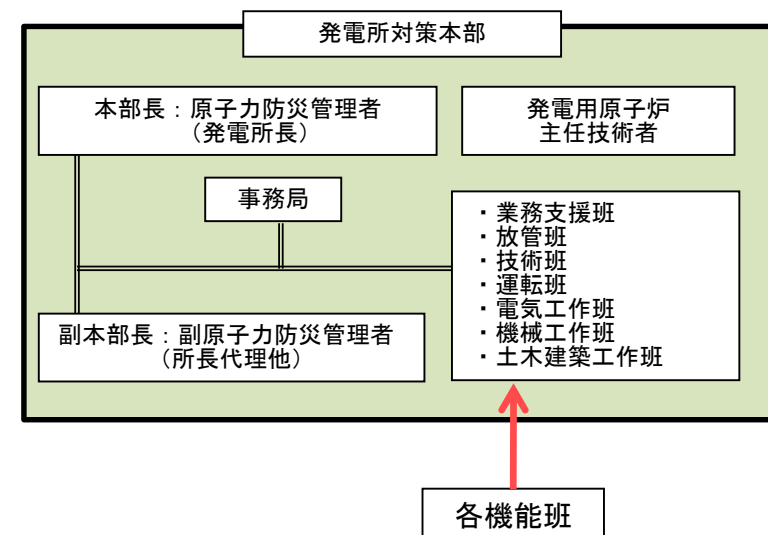 発電所対策本部
本部長：原子力防災管理者
（発電所長）
発電用原子炉
主任技術者
事務局
・業務支援班
・放管班
・技術班
・運転班
・電気工作班
・機械工作班
・土木建築工作班
副本部長：副原子力防災管理者
（所長代理他）
各機能班